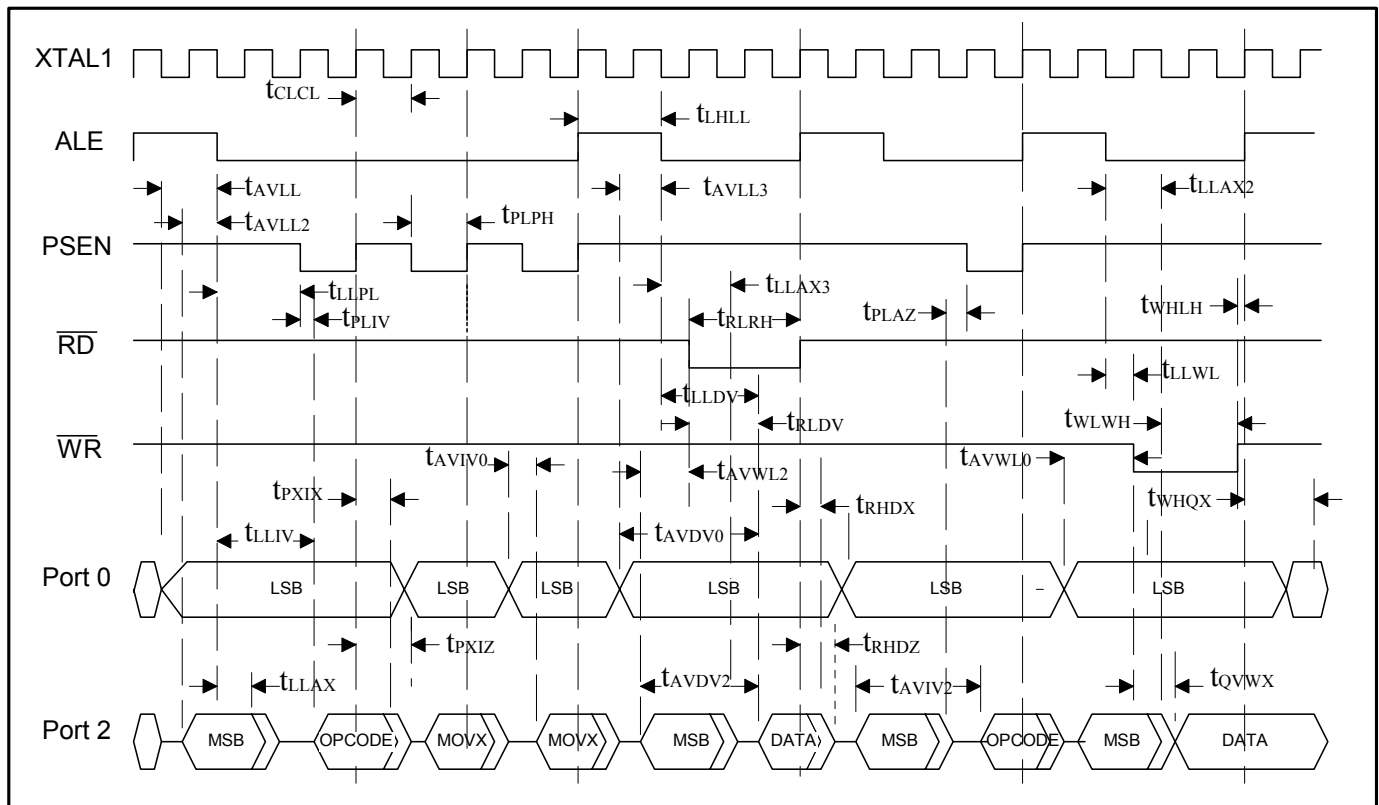 XTAL1
tCLCL
tLHLL
ALE
tAVLL tAVLL3 tLLAX2
tAVLL2 tPLPH
PSEN
tLLPL tLLAX3
tPLIV tRLRH tPLAZ tWHLH
RD
tLLWL
tLLDV
tRLDV tWLWH
WR
tAVIV0 tAVWL2 tAVWL0
tPXIX tRHDX tWHQX
tLLIV tAVDV0
Port 0 LSB LSB LSB LSB LSB LSB
tPXIZ tRHDZ
tLLAX tAVDV2 tAVIV2 tQVWX
Port 2 MSB OPCODE MOVX MOVX MSB DATA MSB OPCODE MSB DATA